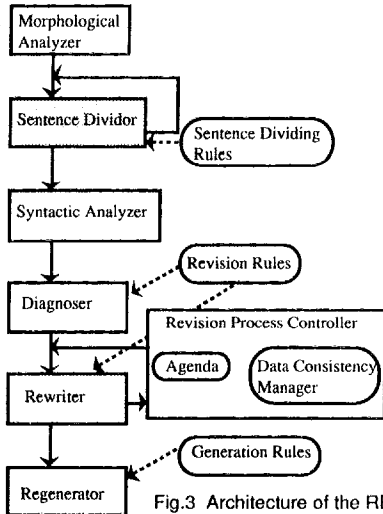 Morphological
Analyzer
Sentence Dividor
Sentence Dividing
Rules
Syntactic Analyzer
Revision Rules
Diagnoser
Revision Process Controller
Agenda
Data Consistency
Manager
Rewriter
Generation Rules
Regenerator
Fig.3 Architecture of the